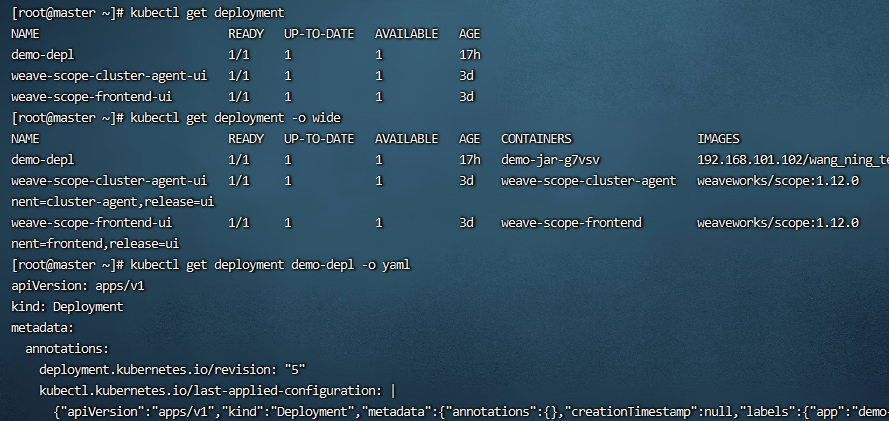 [root@master ~]# kubectl get deployment
NAME READY UP-TO-DATE AVAILABLE AGE
demo-depl 1/1 1 1 17h
weave-scope-cluster-agent-ui 1/1 1 1 3d
weave-scope-frontend-ui 1/1 1 1 3d
[root@master ~]# kubectl get deployment -o wide
NAME READY UP-TO-DATE AVAILABLE AGE CONTAINERS IMAGES
demo-depl 1/1 1 1 17h demo-jar-g7vsv 192.168.101.102/wang_ning_te
weave-scope-cluster-agent-ui 1/1 1 1 3d weave-scope-cluster-agent weaveworks/scope:1.12.0
nent=cluster-agent,release=ui
weave-scope-frontend-ui 1/1 1 1 3d weave-scope-frontend weaveworks/scope:1.12.0
nent=frontend,release=ui
[root@master ~]# kubectl get deployment demo-depl -o yaml
apiVersion: apps/v1
kind: Deployment
metadata:
  annotations:
    deployment.kubernetes.io/revision: "5"
    kubectl.kubernetes.io/last-applied-configuration: |
      {"apiVersion":"apps/v1","kind":"Deployment","metadata":{"annotations":{},"creationTimestamp":null,"labels":{"app":"demo-